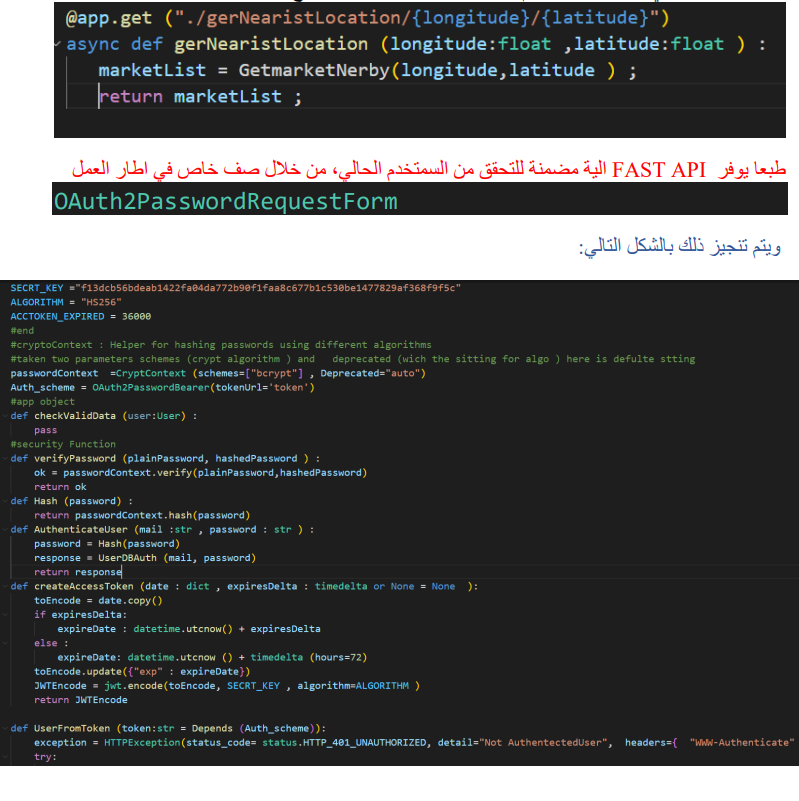 @app.get ("./gerNearistLocation/{longitude}/{latitude}")
async def gerNearistLocation (longitude:float ,latitude:float ) :
marketList = GetmarketNerby(longitude,latitude ) ;
return marketList ;
طبعا يوفر FAST API الية مضمنة للتحقق من السمتخدم الحالي، من خلال صف خاص في اطار العمل
OAuth2PasswordRequestForm
ويتم تنجيز ذلك بالشكل التالي:
SECRT_KEY ="f13dcb56bdeab1422fa04da772b90f1faa8c677b1c530be1477829af368f9f5c"
ALGORITHM = "HS256"
ACCTOKEN_EXPIRED = 36000
#end
#cryptoContext : Helper for hashing passwords using different algorithms
#taken two parameters schemes (crypt algorithm ) and   deprecated (wich the sitting for algo ) here is defulte stting
passwordContext  =CryptContext (schemes=["bcrypt"] , Deprecated="auto")
Auth_scheme = OAuth2PasswordBearer(tokenUrl='token')
#app object
def checkValidData (user:User) :
pass
#security Function
def verifyPassword (plainPassword, hashedPassword ) :
ok = passwordContext.verify(plainPassword,hashedPassword)
return ok
def Hash (password) :
return passwordContext.hash(password)
def AuthenticateUser (mail :str , password : str ) :
password = Hash(password)
response = UserDBAuth (mail, password)
return response
def createAccessToken (date : dict , expiresDelta : timedelta or None = None  ):
toEncode = date.copy()
if expiresDelta:
expireDate : datetime.utcnow() + expiresDelta
else :
expireDate: datetime.utcnow () + timedelta (hours=72)
toEncode.update({"exp" : expireDate})
JWTEncode = jwt.encode(toEncode, SECRT_KEY , algorithm=ALGORITHM )
return JWTEncode
def UserFromToken (token:str = Depends (Auth_scheme)):
exception = HTTPException(status_code= status.HTTP_401_UNAUTHORIZED, detail="Not AuthentectedUser",  headers={  "WWW-Authenticate"
try: